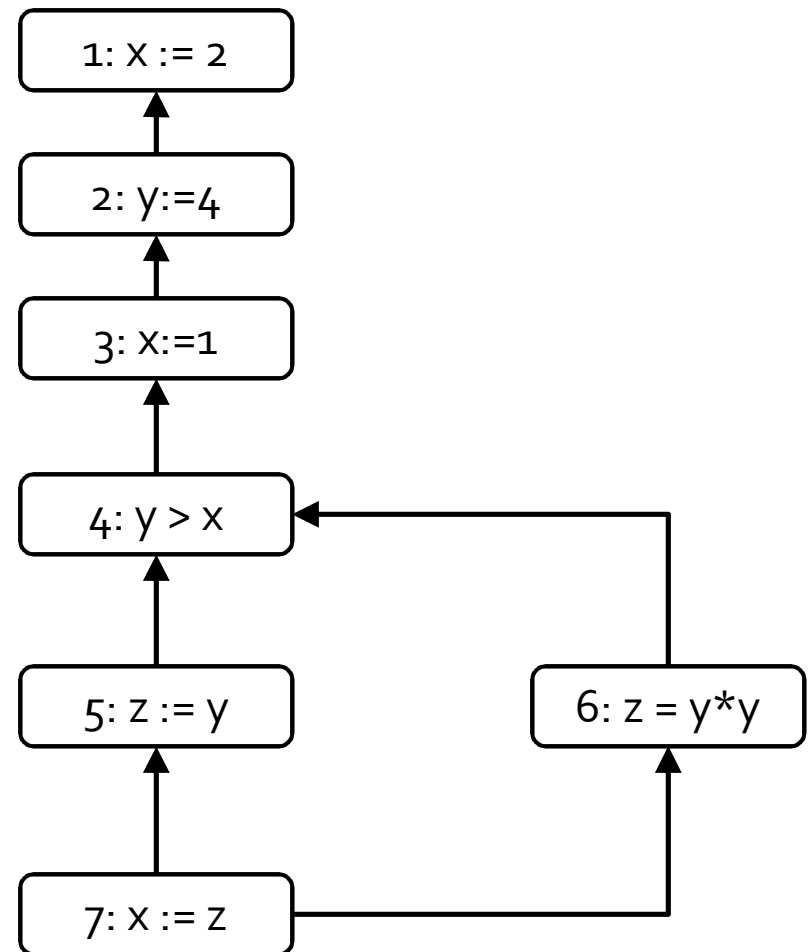 1: x := 2
2: y:=4
3: x:=1
4: y > x
5: z := y
6: z = y*y
7: x := z